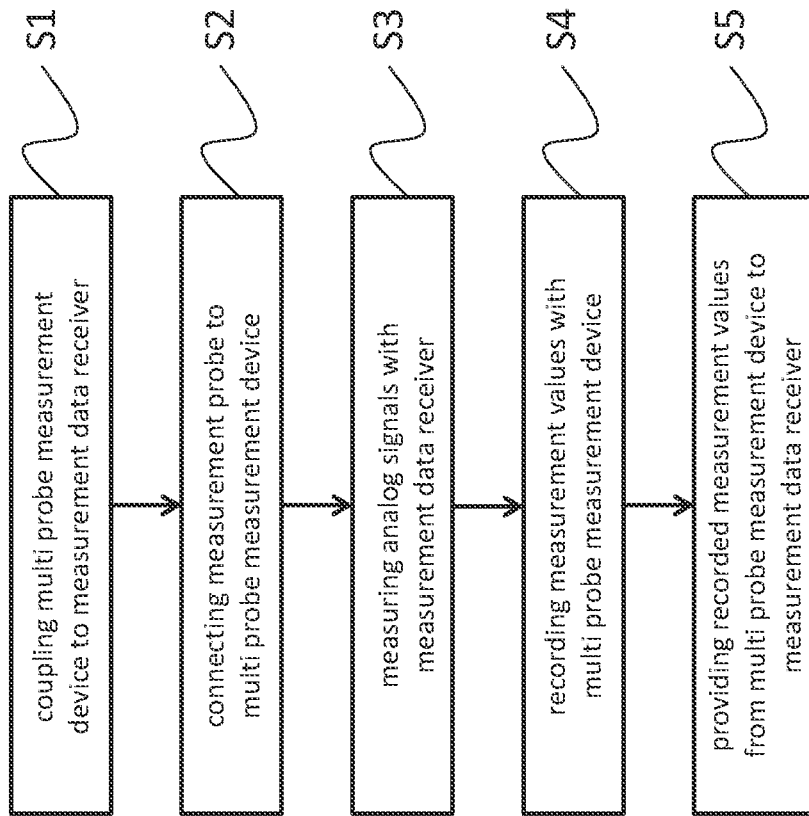 coupling multi probe measurement
device to measurement data receiver
S1
connecting measurement probe to
multi probe measurement device
S2
measuring analog signals with
measurement data receiver
S3
recording measurement values with
multi probe measurement device
S4
providing recorded measurement values
from multi probe measurement device to
measurement data receiver
S5